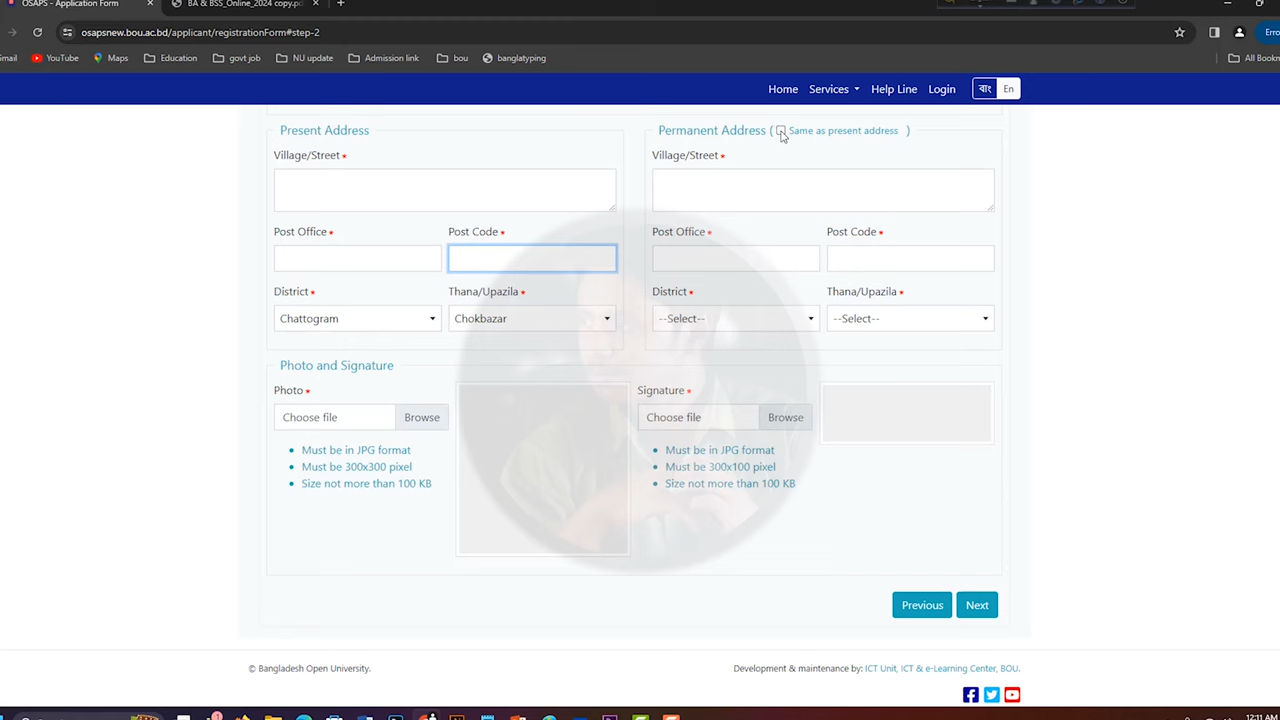 OSAPS - Application Form
BA & BSS_Online_2024 copy.pd
osapsnew.bou.ac.bd/applicant/registrationForm#step-2
Erro
Gmail YouTube Maps Education govt job NU update Admission link bou banglatyping All Bookm
Home Services Help Line Login বাং En
Present Address
Village/Street *
Post Office * Post Code *
District * Thana/Upazila *
Chattogram Chokbazar
Permanent Address ( Same as present address )
Village/Street *
Post Office * Post Code *
District * Thana/Upazila *
--Select-- --Select--
Photo and Signature
Photo *
Choose file Browse
Must be in JPG format
Must be 300x300 pixel
Size not more than 100 KB
Signature *
Choose file Browse
Must be in JPG format
Must be 300x100 pixel
Size not more than 100 KB
Previous Next
© Bangladesh Open University.
Development & maintenance by: ICT Unit, ICT & e-Learning Center, BOU.
12:11 AM